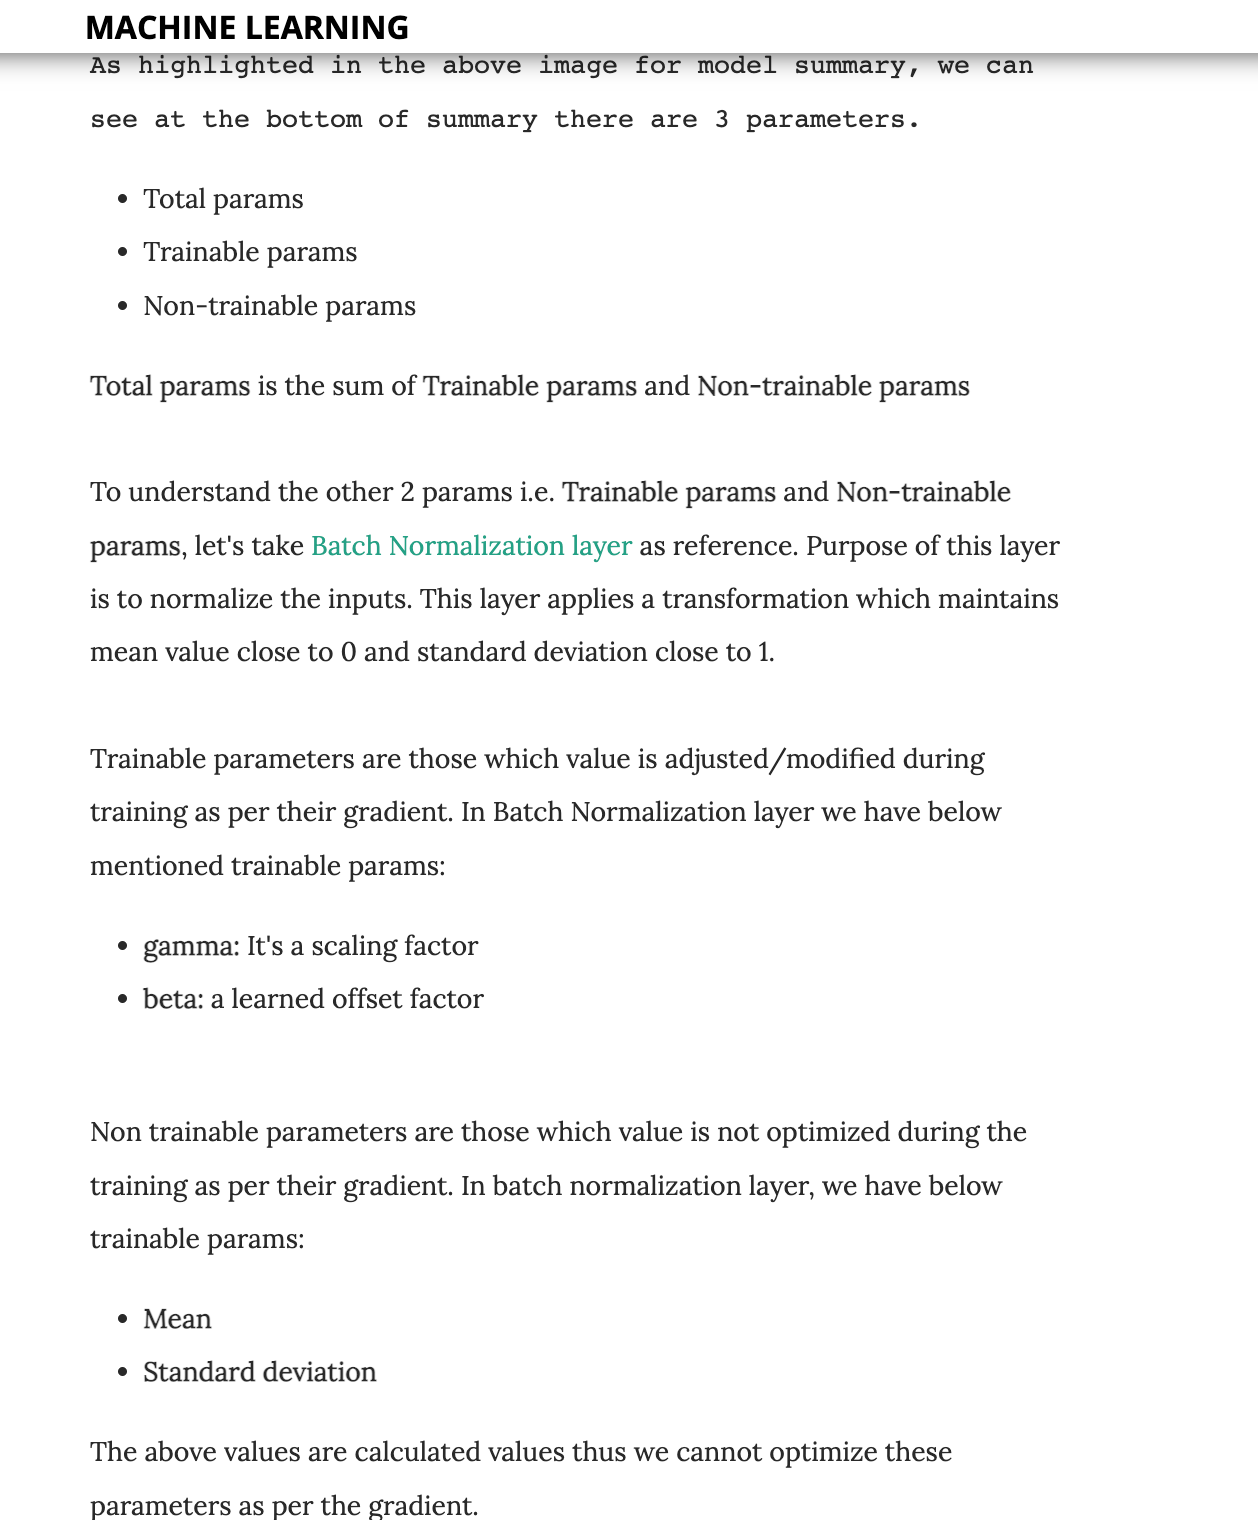 MACHINE LEARNING
As highlighted in the above image for model summary, we can
see at the bottom of summary there are 3 parameters.
• Total params
• Trainable params
• Non-trainable params
Total params is the sum of Trainable params and Non-trainable params
To understand the other 2 params i.e. Trainable params and Non-trainable
params, let's take Batch Normalization layer as reference. Purpose of this layer
is to normalize the inputs. This layer applies a transformation which maintains
mean value close to 0 and standard deviation close to 1.
Trainable parameters are those which value is adjusted/modified during
training as per their gradient. In Batch Normalization layer we have below
mentioned trainable params:
• gamma: It's a scaling factor
• beta: a learned offset factor
Non trainable parameters are those which value is not optimized during the
training as per their gradient. In batch normalization layer, we have below
trainable params:
• Mean
• Standard deviation
The above values are calculated values thus we cannot optimize these
parameters as per the gradient.